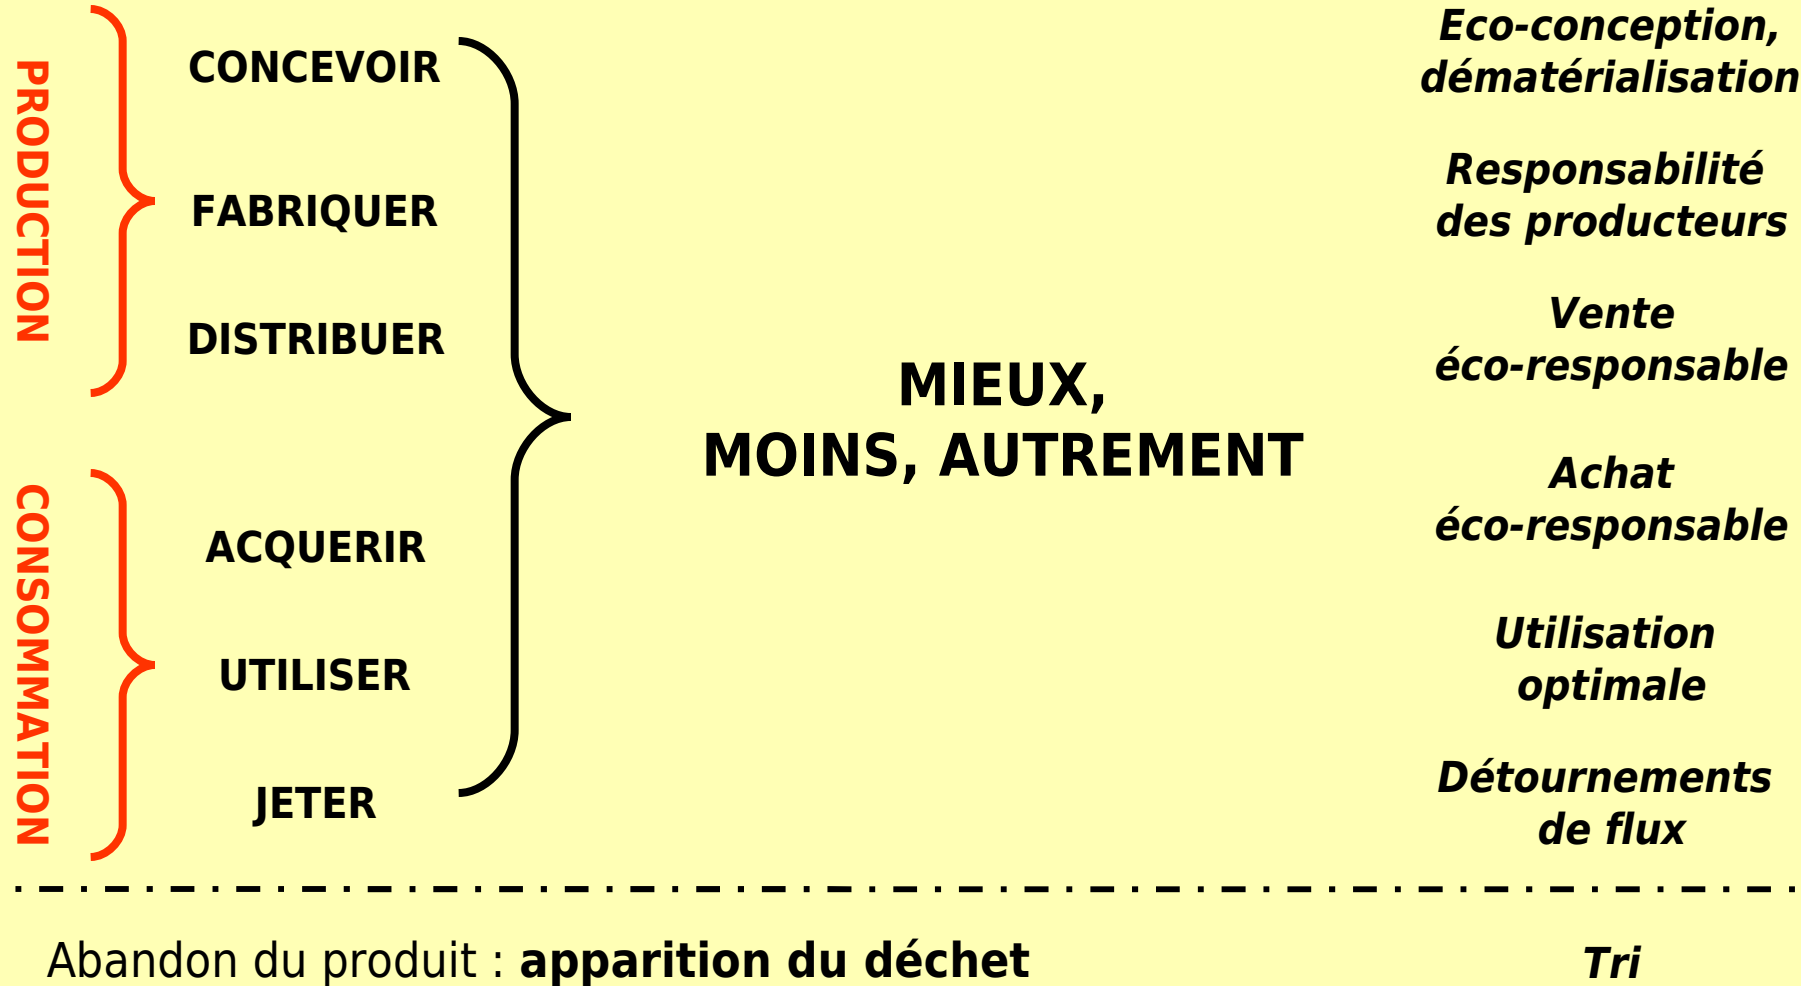 PRODUCTION
CONCEVOIR
FABRIQUER
DISTRIBUER
CONSOMMATION
ACQUERIR
UTILISER
JETER
MIEUX,
MOINS, AUTREMENT
Eco-conception,
dématérialisation
Responsabilité
des producteurs
Vente
éco-responsable
Achat
éco-responsable
Utilisation
optimale
Détournements
de flux
Abandon du produit : apparition du déchet
Tri